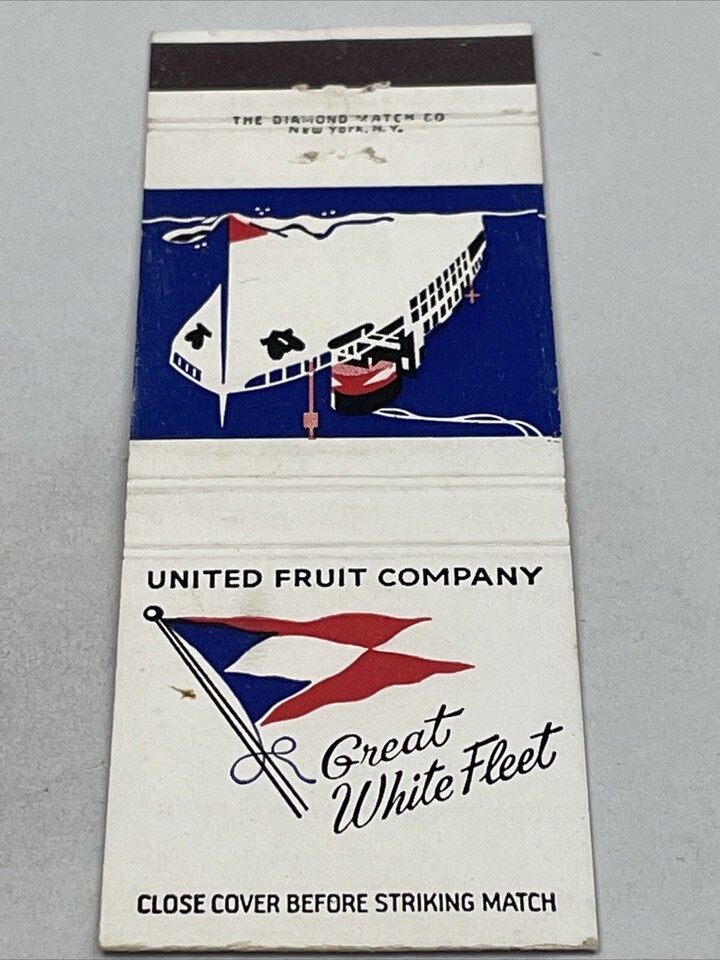 THE DIAMOND MATCH CO
NEW YORK, N.Y.
UNITED FRUIT COMPANY
Great
White Fleet
CLOSE COVER BEFORE STRIKING MATCH